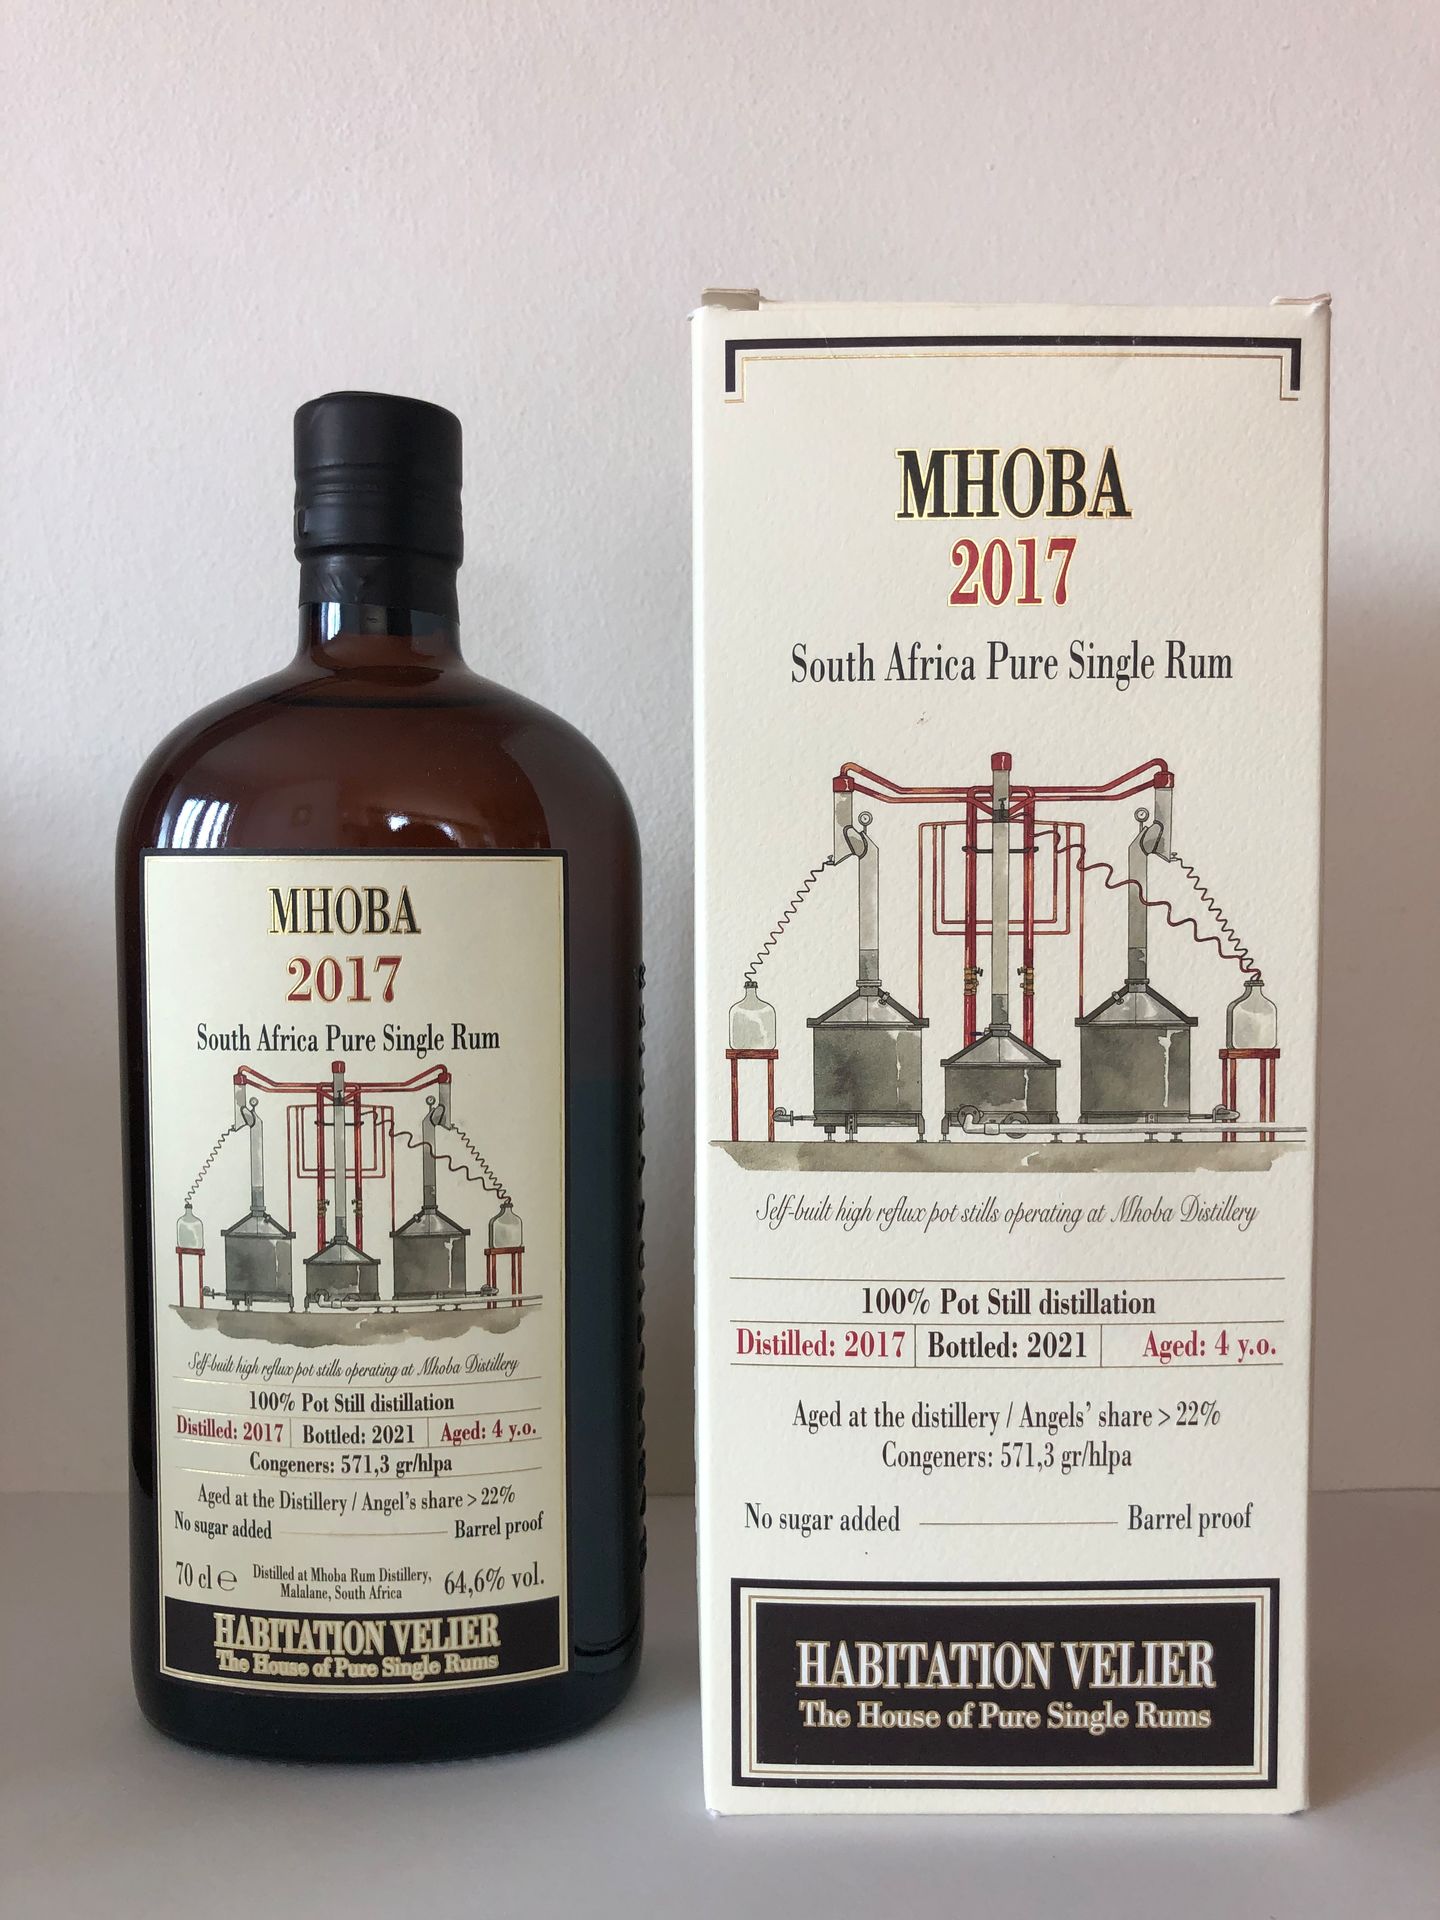 MHOBA
2017
South Africa Pure Single Rum
Self-built high reflux pot stills operating at Mhoba Distillery
100% Pot Still distillation
Distilled: 2017 Bottled: 2021 Aged: 4 y.o.
Congeners: 571,3 gr/hlpa
Aged at the Distillery / Angel's share > 22%
No sugar added Barrel proof
70 cl e Distilled at Mhoba Rum Distillery, 64,6% vol.
Malalane, South Africa
HABITATION VELIER
The House of Pure Single Rums
MHOBA
2017
South Africa Pure Single Rum
Self-built high reflux pot stills operating at Mhoba Distillery
100% Pot Still distillation
Distilled: 2017 Bottled: 2021 Aged: 4 y.o.
Aged at the distillery / Angels' share > 22%
Congeners: 571,3 gr/hlpa
No sugar added Barrel proof
HABITATION VELIER
The House of Pure Single Rums